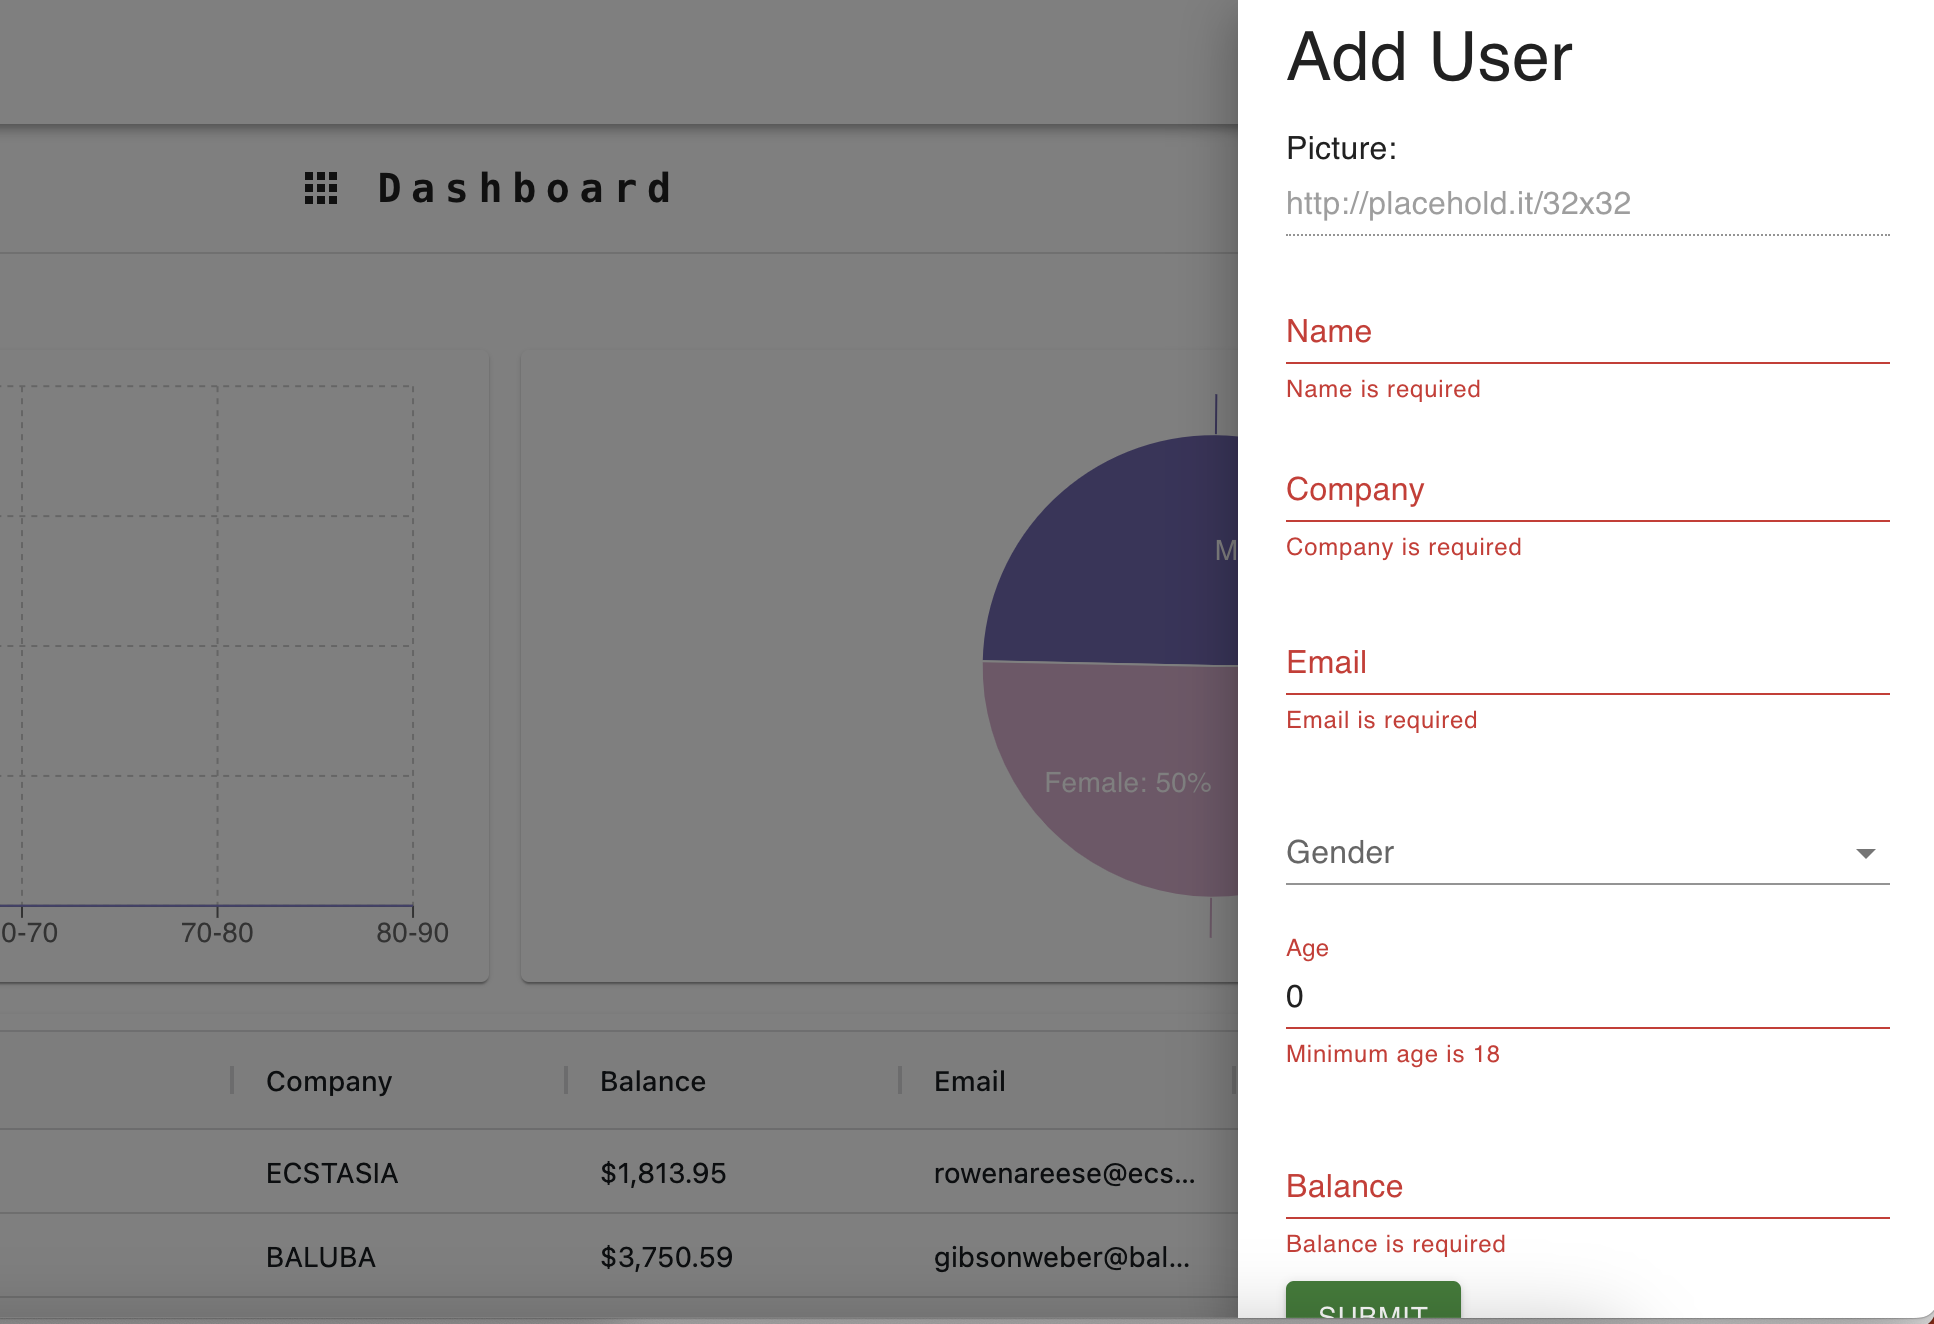 Dashboard
0-70 70-80 80-90
Female: 50%
Company Balance Email
ECSTASIA $1,813.95 rowenareese@ecs...
BALUBA $3,750.59 gibsonweber@bal...
Add User
Picture:
http://placehold.it/32x32
Name
Name is required
Company
Company is required
Email
Email is required
Gender
Age
0
Minimum age is 18
Balance
Balance is required
SUBMIT